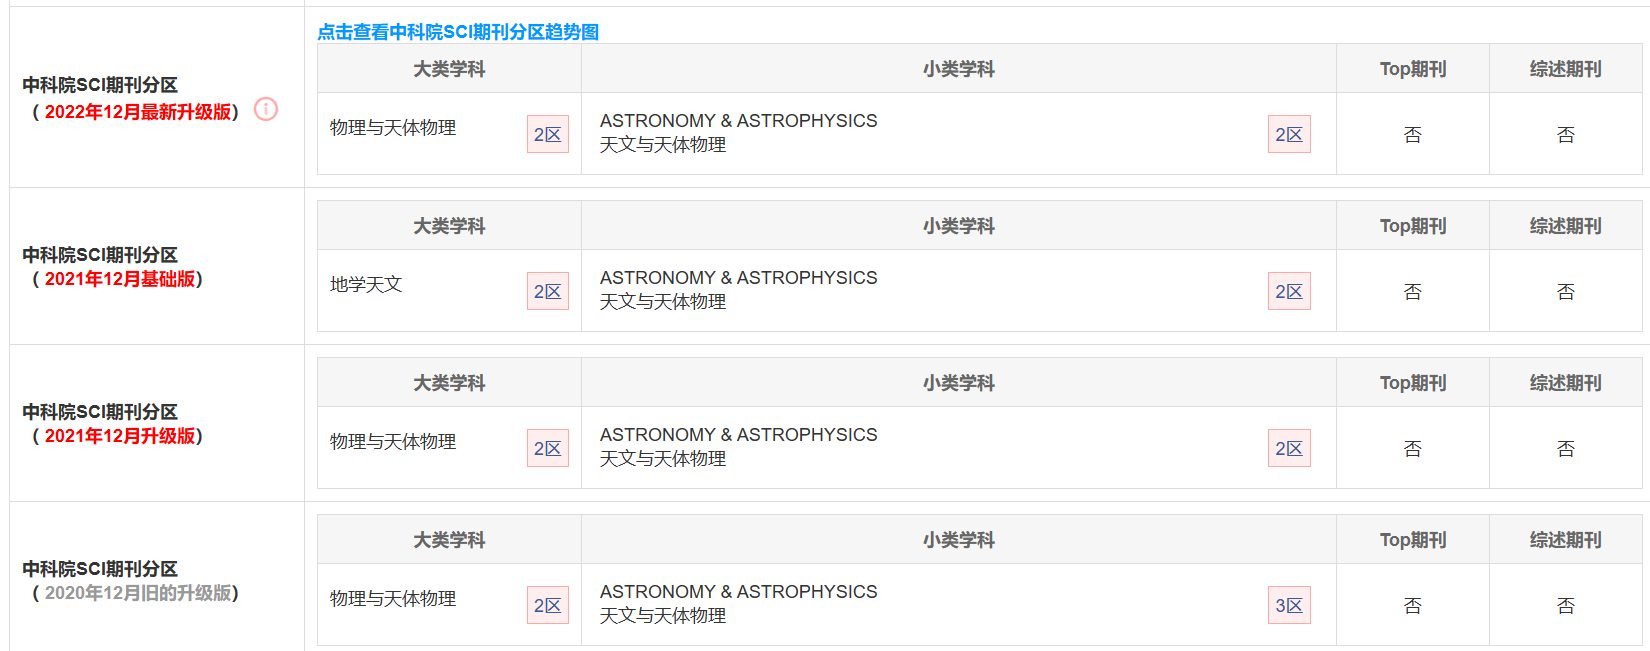 点击查看中科院SCI期刊分区趋势图
中科院SCI期刊分区
（ 2022年12月最新升级版）
大类学科 小类学科 Top期刊 综述期刊
物理与天体物理 2区 ASTRONOMY & ASTROPHYSICS
天文与天体物理 2区 否 否
中科院SCI期刊分区
（ 2021年12月基础版）
大类学科 小类学科 Top期刊 综述期刊
地学天文 2区 ASTRONOMY & ASTROPHYSICS
天文与天体物理 2区 否 否
中科院SCI期刊分区
（ 2021年12月升级版）
大类学科 小类学科 Top期刊 综述期刊
物理与天体物理 2区 ASTRONOMY & ASTROPHYSICS
天文与天体物理 2区 否 否
中科院SCI期刊分区
（ 2020年12月旧的升级版）
大类学科 小类学科 Top期刊 综述期刊
物理与天体物理 2区 ASTRONOMY & ASTROPHYSICS
天文与天体物理 3区 否 否